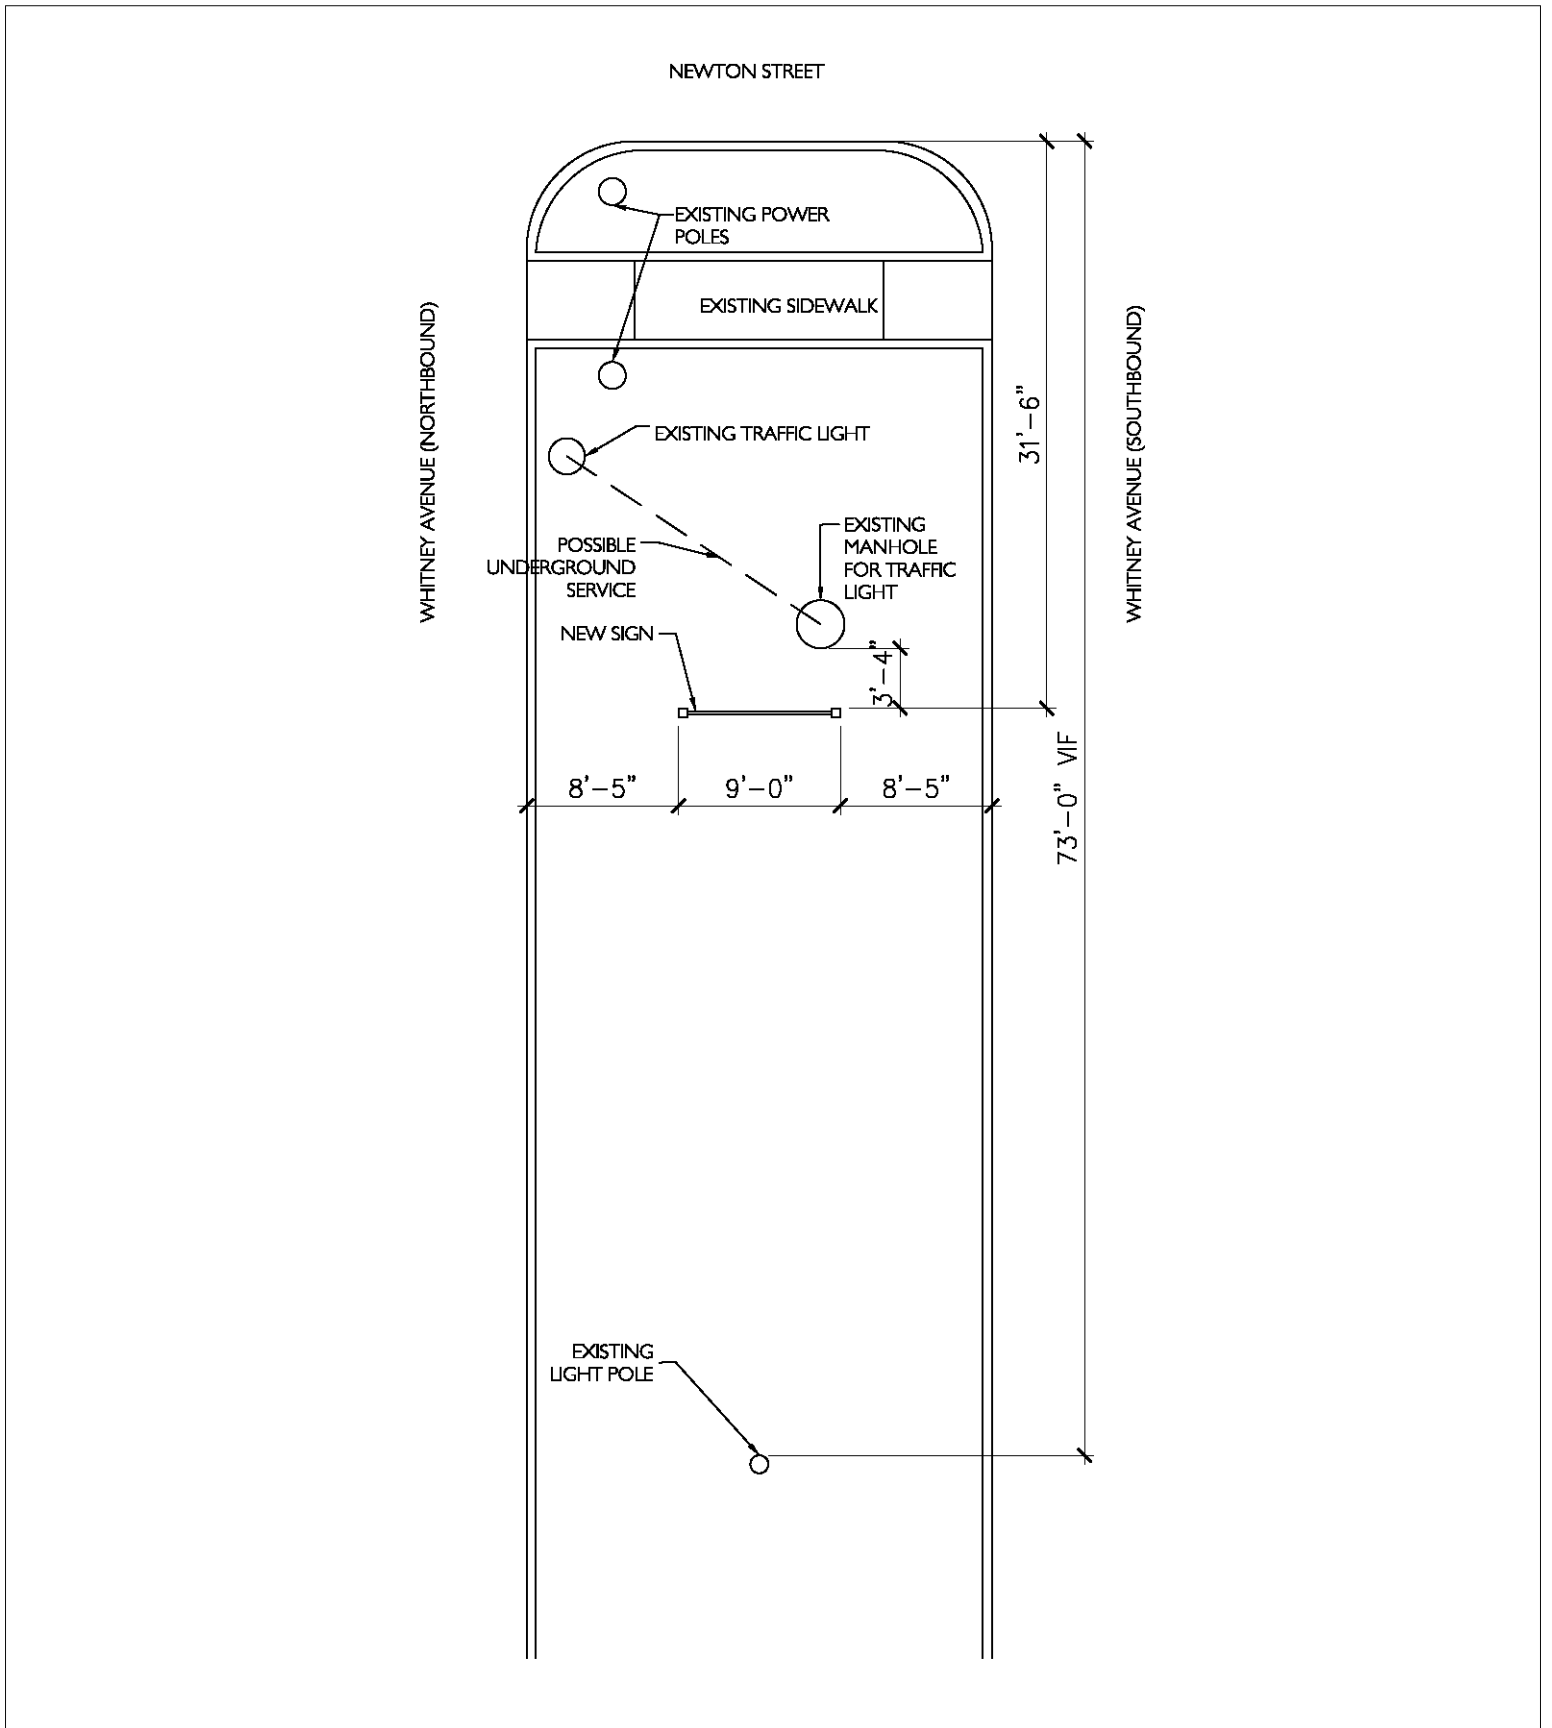 NEWTON STREET
EXISTING POWER
POLES
EXISTING SIDEWALK
WHITNEY AVENUE (NORTHBOUND)
WHITNEY AVENUE (SOUTHBOUND)
31'-6"
EXISTING TRAFFIC LIGHT
EXISTING
MANHOLE
FOR TRAFFIC
LIGHT
POSSIBLE
UNDERGROUND
SERVICE
NEW SIGN
3'-4"
73'-0" VIF
8'-5"
9'-0"
8'-5"
EXISTING
LIGHT POLE